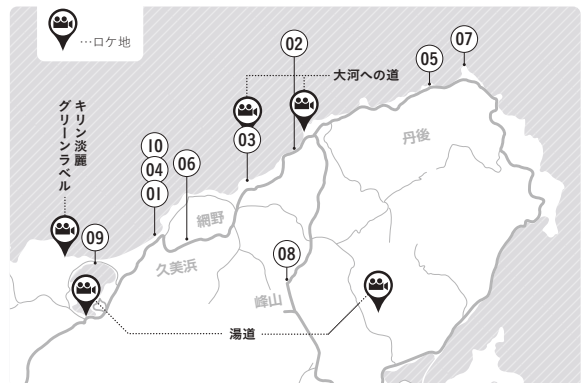 …ロケ地
02
07
05
大河への道
キリン淡麗
グリーンラベル
丹後
10
04
01
06
03
網野
09
久美浜
08
峰山
湯道